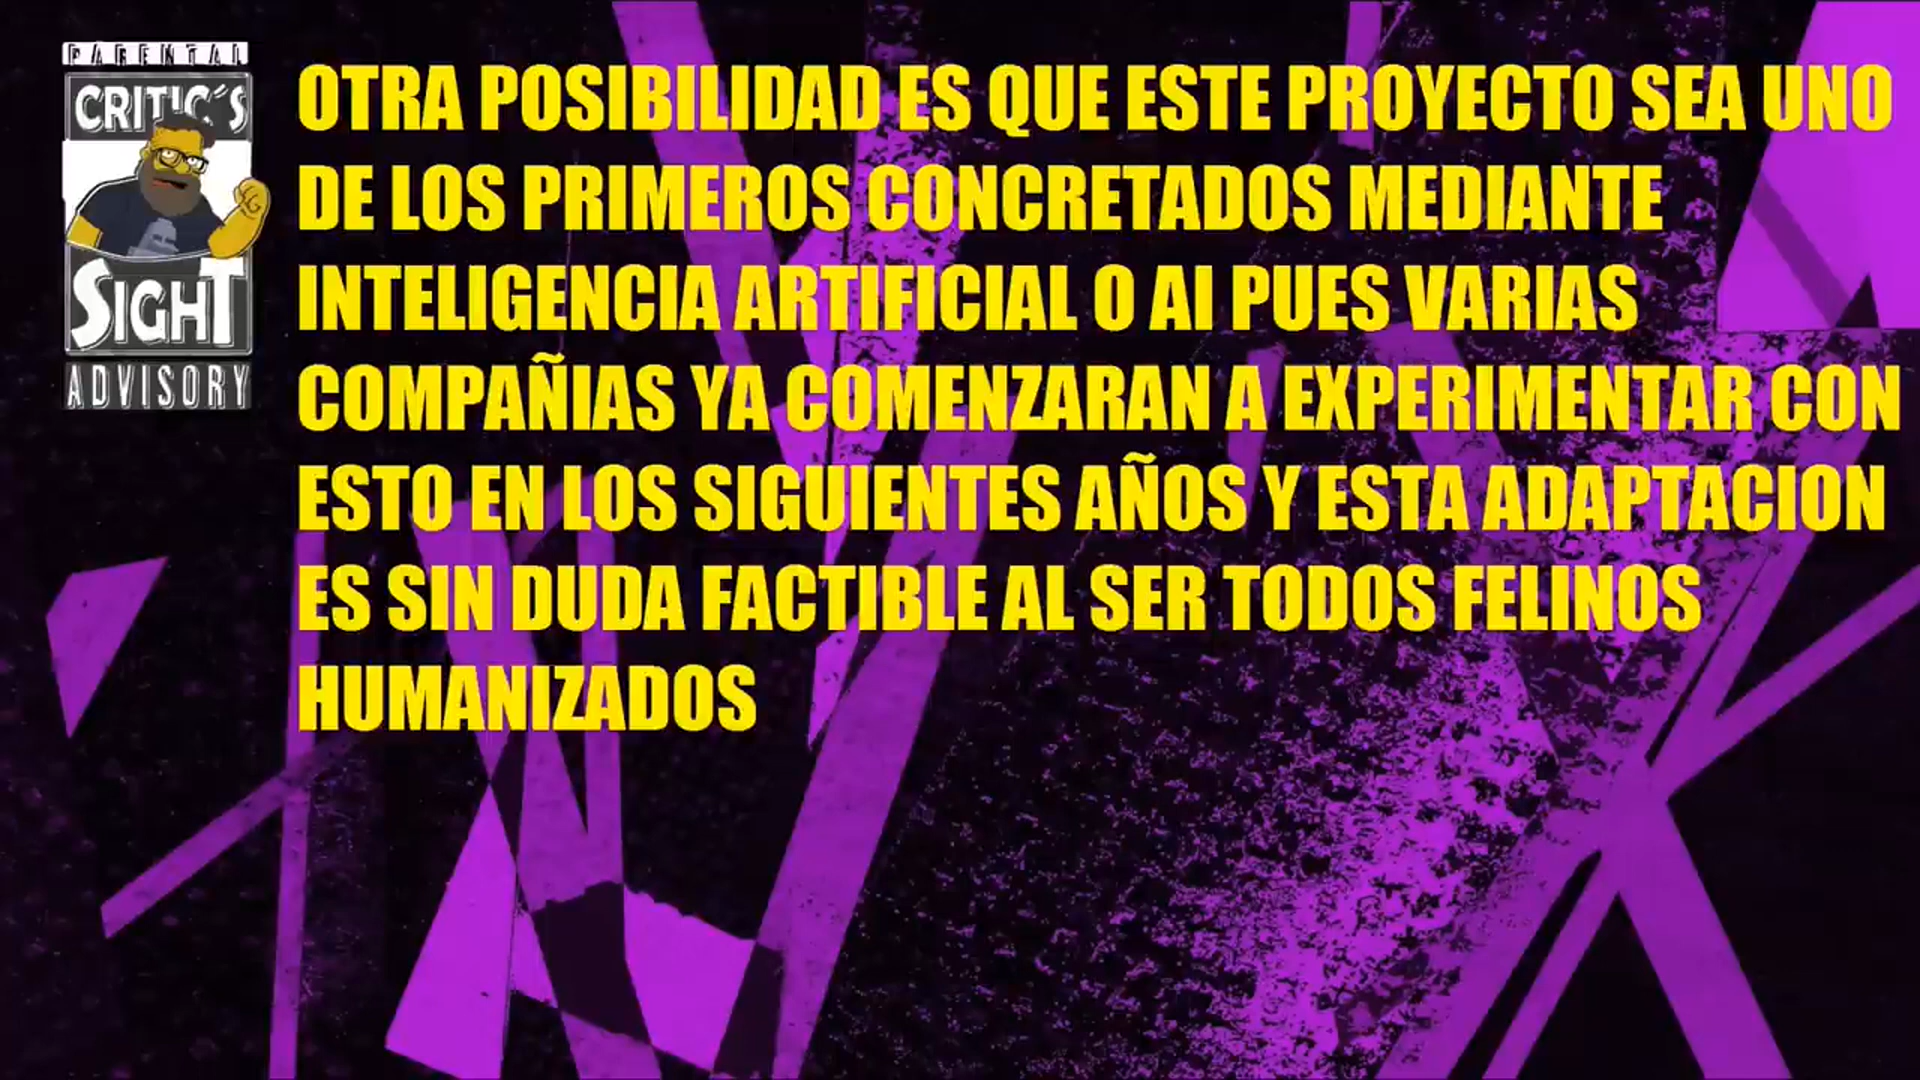 PARENTAL
CRITIC´S
SIGHT
ADVISORY
OTRA POSIBILIDAD ES QUE ESTE PROYECTO SEA UNO
DE LOS PRIMEROS CONCRETADOS MEDIANTE
INTELIGENCIA ARTIFICIAL O AI PUES VARIAS
COMPAÑIAS YA COMENZARAN A EXPERIMENTAR CON
ESTO EN LOS SIGUIENTES AÑOS Y ESTA ADAPTACION
ES SIN DUDA FACTIBLE AL SER TODOS FELINOS
HUMANIZADOS